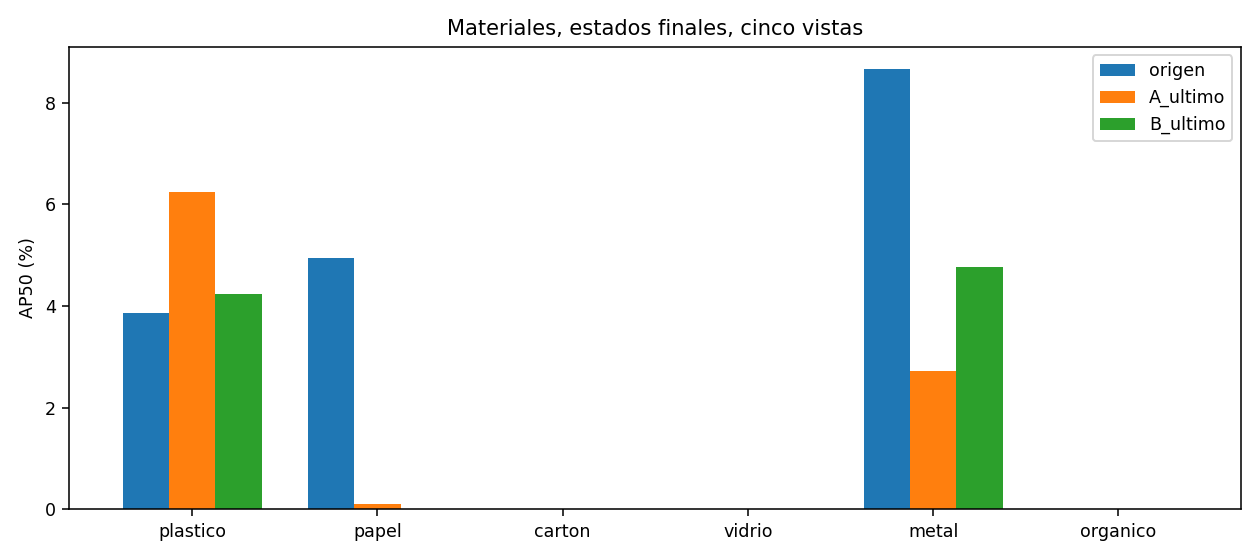 Materiales, estados finales, cinco vistas
origen
A_ultimo
B_ultimo
AP50 (%)
8
6
4
2
0
plastico papel carton vidrio metal organico